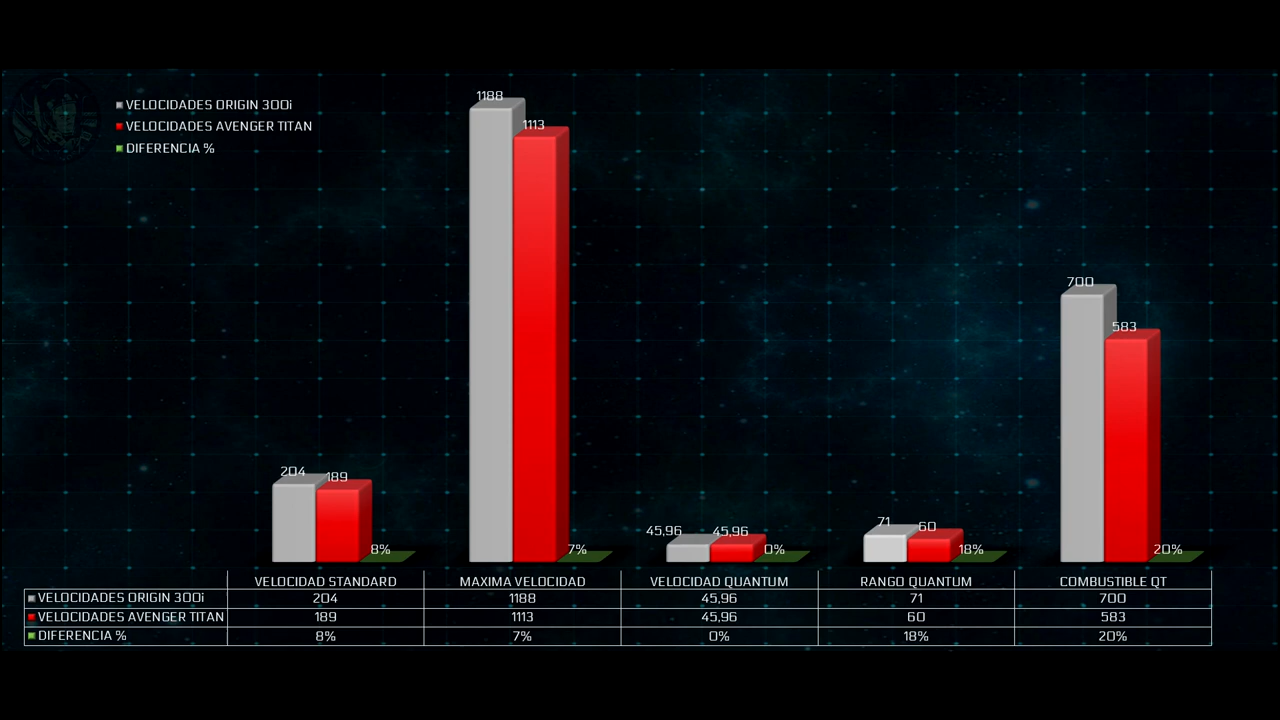 VELOCIDADES ORIGIN 300i
VELOCIDADES AVENGER TITAN
DIFERENCIA %
1188
1113
700
583
204
189
45,96
45,96
71
60
8%
7%
0%
18%
20%
VELOCIDAD STANDARD MAXIMA VELOCIDAD VELOCIDAD QUANTUM RANGO QUANTUM COMBUSTIBLE QT
VELOCIDADES ORIGIN 300i 204 1188 45,96 71 700
VELOCIDADES AVENGER TITAN 189 1113 45,96 60 583
DIFERENCIA % 8% 7% 0% 18% 20%